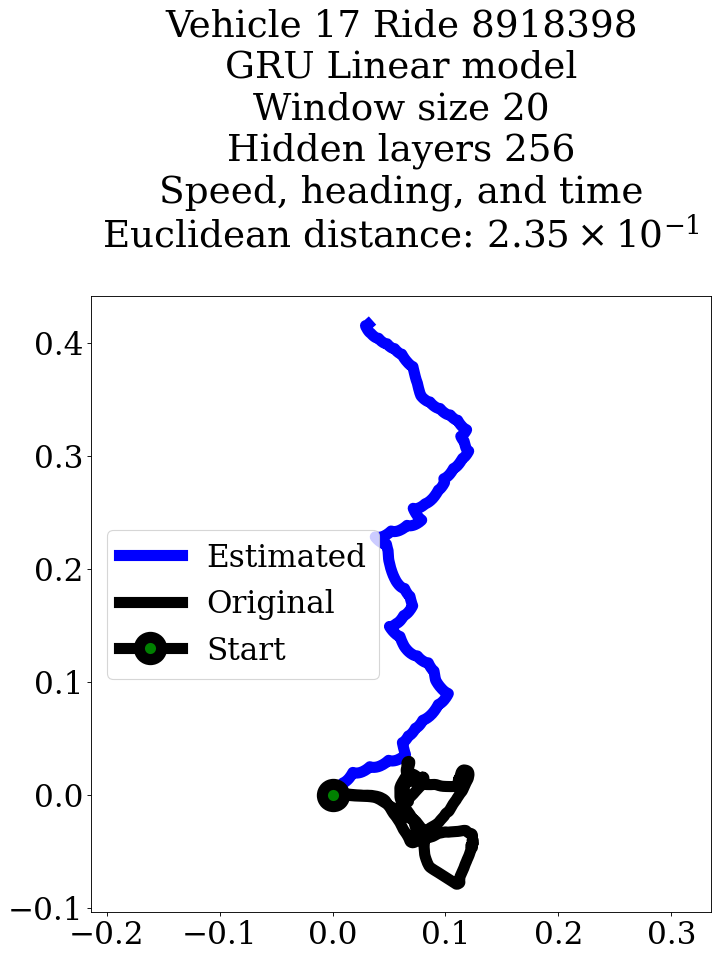 Vehicle 17 Ride 8918398
GRU Linear model
Window size 20
Hidden layers 256
Speed, heading, and time
Euclidean distance: 2.35 × 10⁻¹
0.4
0.3
0.2
0.1
0.0
−0.1
Estimated
Original
Start
−0.2 −0.1 0.0 0.1 0.2 0.3